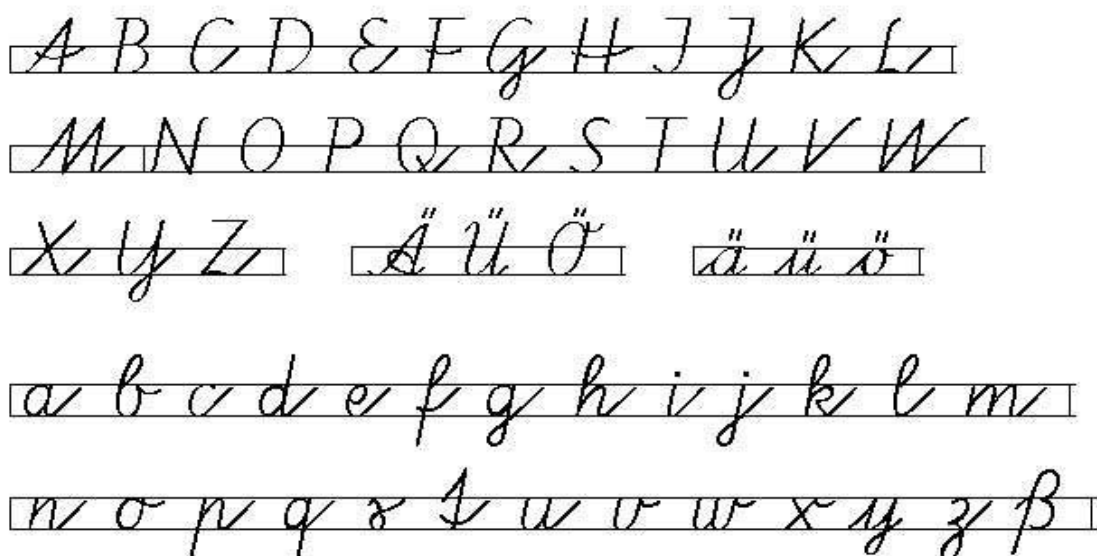 A B C D E F G H I J K L
M N O P Q R S T U V W
X Y Z Ä Ü Ö ä ü ö
a b c d e f g h i j k l m
n o p q r s t u v w x y z ß